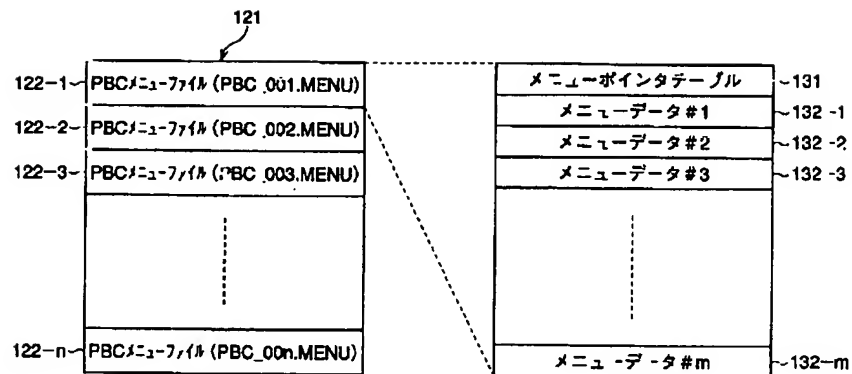 121
122-1 PBCメニューファイル (PBC_001.MENU)
122-2 PBCメニューファイル (PBC_002.MENU)
122-3 PBCメニューファイル (PBC_003.MENU)
122-n PBCメニューファイル (PBC_00n.MENU)
メニューポインタテーブル 131
メニューデータ#1 132-1
メニューデータ#2 132-2
メニューデータ#3 132-3
メニューデータ#m 132-m